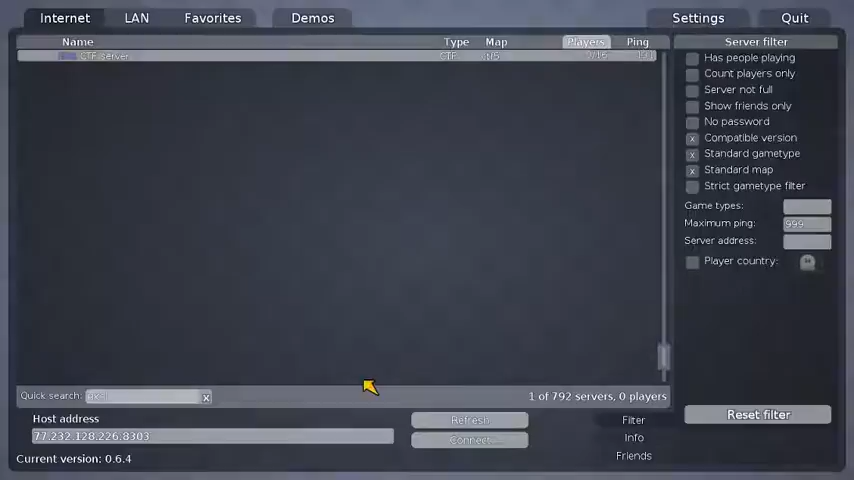 Internet LAN Favorites Demos Settings Quit
Name Type Map Players Ping Server filter
CTF server CTF
Has people playing
Count players only
Server not full
Show friends only
No password
x Compatible version
x Standard gametype
x Standard map
Strict gametype filter
Game types:
Maximum ping: 999
Server address:
Player country:
Quick search: x 1 of 792 servers, 0 players
Reset filter
Host address Refresh Filter
77.232.128.226:8303 Connect Info
Current version: 0.6.4 Friends